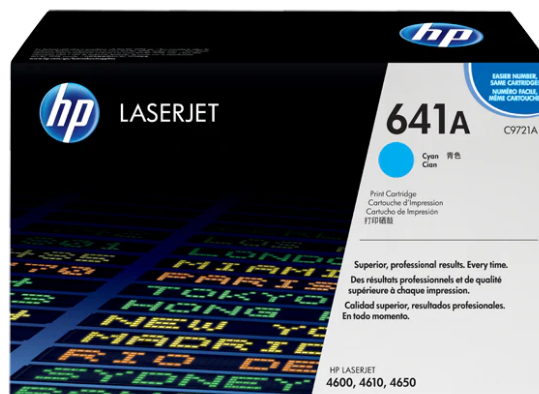 hp
hp
LASERJET
EASIER NUMBER,
SAME CARTRIDGE
NUMÉRO FACILE,
MÊME CARTOUCHE
641A
C9721A
Cyan 青色
Cian
Print Cartridge
Cartouche d'Impression
Cartucho de Impresión
打印硒鼓
LONDO
MIAMI
PARIS
TOKYO
HONG K
NEW YO
MADRID
RIO DE
SYDNEY
Superior, professional results. Every time.
Des résultats professionnels et de qualité
supérieure à chaque impression.
Calidad superior, resultados profesionales.
En todo momento.
HP LASERJET
4600, 4610, 4650